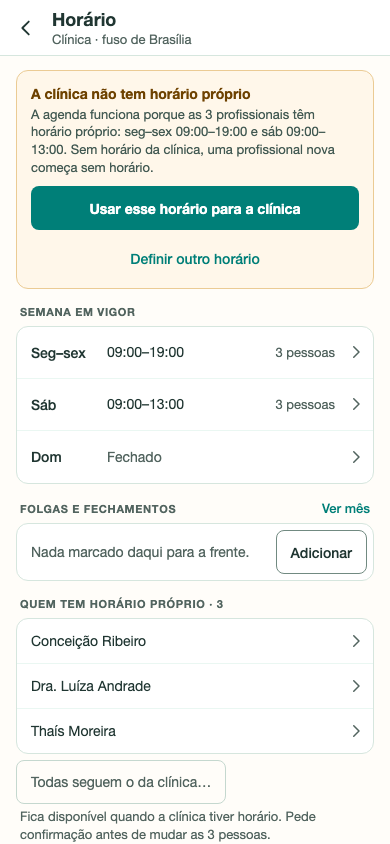 Horário
Clínica · fuso de Brasília
A clínica não tem horário próprio
A agenda funciona porque as 3 profissionais têm
horário próprio: seg–sex 09:00–19:00 e sáb 09:00–
13:00. Sem horário da clínica, uma profissional nova
começa sem horário.
Usar esse horário para a clínica
Definir outro horário
SEMANA EM VIGOR
Seg–sex 09:00–19:00 3 pessoas
Sáb 09:00–13:00 3 pessoas
Dom Fechado
FOLGAS E FECHAMENTOS Ver mês
Nada marcado daqui para a frente. Adicionar
QUEM TEM HORÁRIO PRÓPRIO · 3
Conceição Ribeiro
Dra. Luíza Andrade
Thaís Moreira
Todas seguem o da clínica…
Fica disponível quando a clínica tiver horário. Pede
confirmação antes de mudar as 3 pessoas.